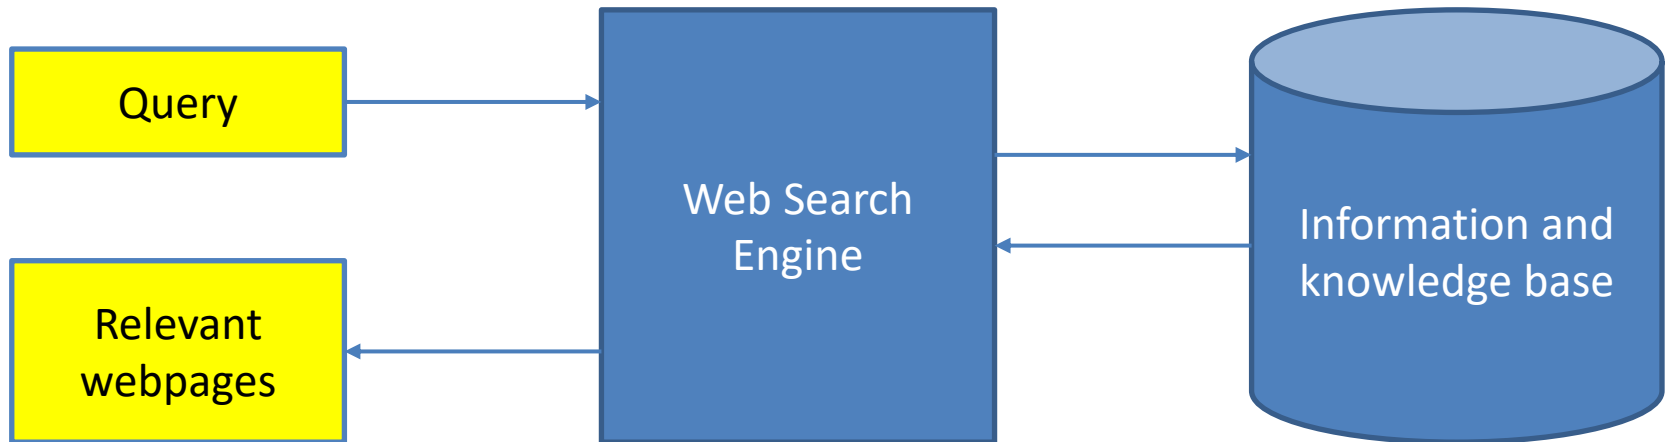 Query
Web Search
Engine
Information and
knowledge base
Relevant
webpages